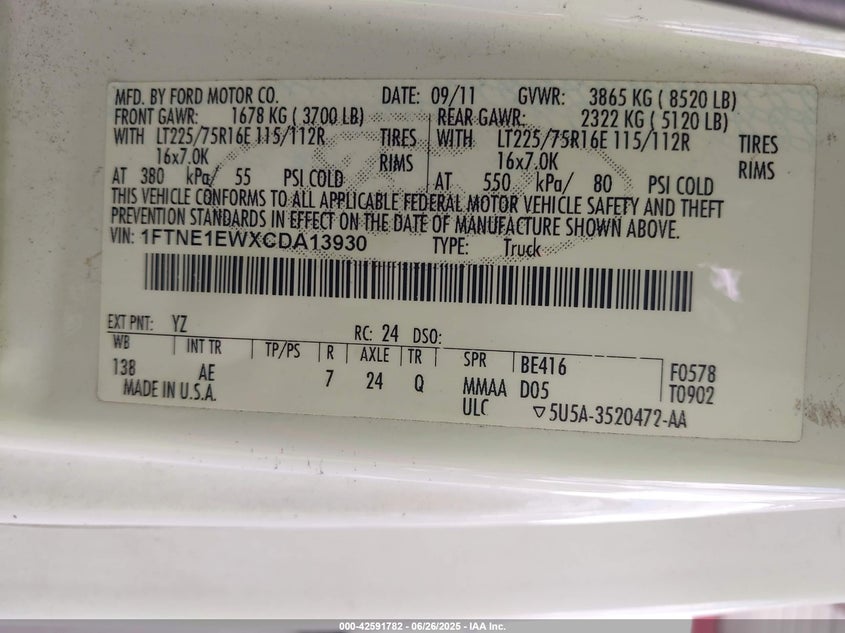 MFD. BY FORD MOTOR CO. DATE: 09/11 GVWR: 3865 KG ( 8520 LB)
FRONT GAWR: 1678 KG ( 3700 LB) REAR GAWR: 2322 KG ( 5120 LB)
WITH LT225/75R16E 115/112R TIRES WITH LT225/75R16E 115/112R TIRES
16x7.0K RIMS 16x7.0K RIMS
AT 380 kPa/ 55 PSI COLD AT 550 kPa/ 80 PSI COLD
THIS VEHICLE CONFORMS TO ALL APPLICABLE FEDERAL MOTOR VEHICLE SAFETY AND THEFT
PREVENTION STANDARDS IN EFFECT ON THE DATE OF MANUFACTURE SHOWN ABOVE.
VIN: 1FTNE1EWXCDA13930 TYPE: Truck
EXT PNT: YZ RC: 24 DSO:
WB INT TR TP/PS R AXLE TR SPR BE416 F0578
138 AE 7 24 Q MMAA D05 T0902
MADE IN U.S.A. ULC ▽5U5A-3520472-AA
000-42591782 - 06/26/2025 - IAA Inc.